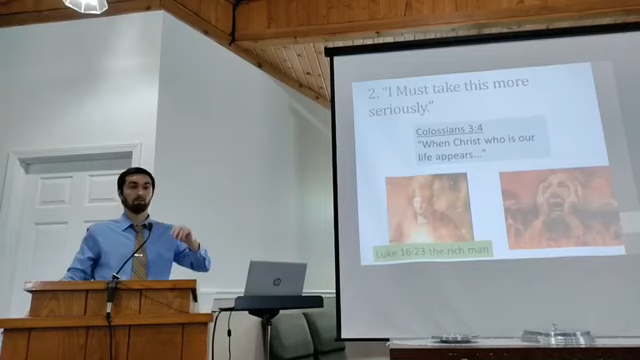 2. "I Must take this more
seriously."
Colossians 3:4
"When Christ who is our
life appears..."
Luke 16:23 the rich man
hp